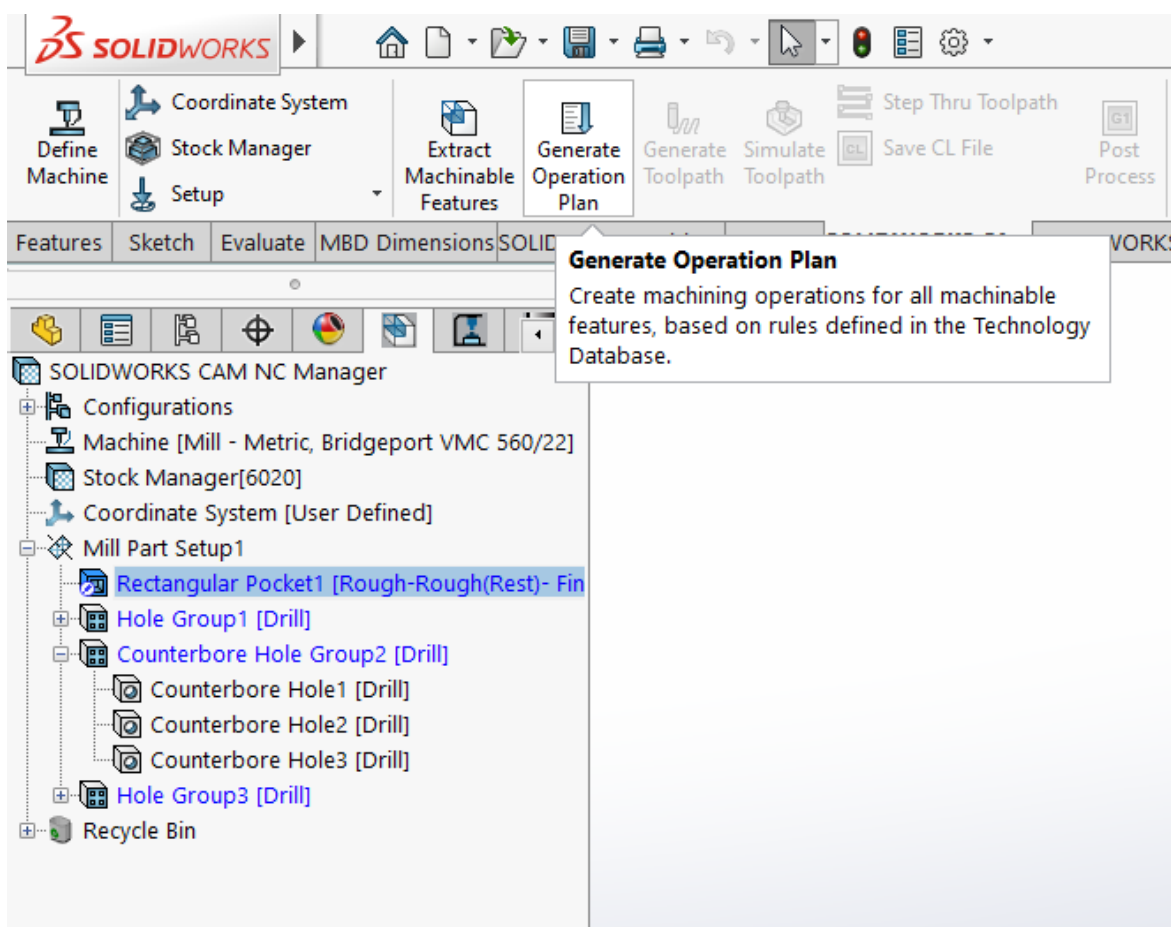 SOLIDWORKS
Define Machine
Coordinate System
Stock Manager
Setup
Extract Machinable Features
Generate Operation Plan
Generate Toolpath
Simulate Toolpath
Step Thru Toolpath
CL Save CL File
G1 Post Process
Features Sketch Evaluate MBD Dimensions SOLID
Generate Operation Plan
Create machining operations for all machinable
features, based on rules defined in the Technology
Database.
SOLIDWORKS CAM NC Manager
Configurations
Machine [Mill - Metric, Bridgeport VMC 560/22]
Stock Manager[6020]
Coordinate System [User Defined]
Mill Part Setup1
Rectangular Pocket1 [Rough-Rough(Rest)- Fin
Hole Group1 [Drill]
Counterbore Hole Group2 [Drill]
Counterbore Hole1 [Drill]
Counterbore Hole2 [Drill]
Counterbore Hole3 [Drill]
Hole Group3 [Drill]
Recycle Bin